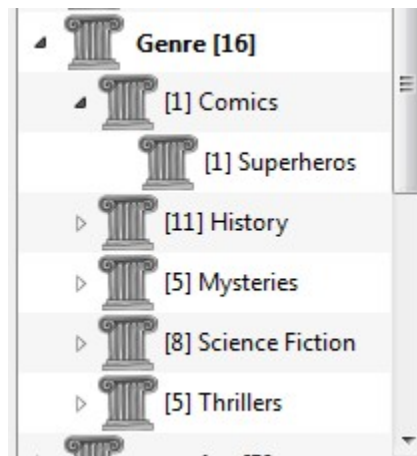 Genre [16]
[1] Comics
[1] Superheros
[11] History
[5] Mysteries
[8] Science Fiction
[5] Thrillers